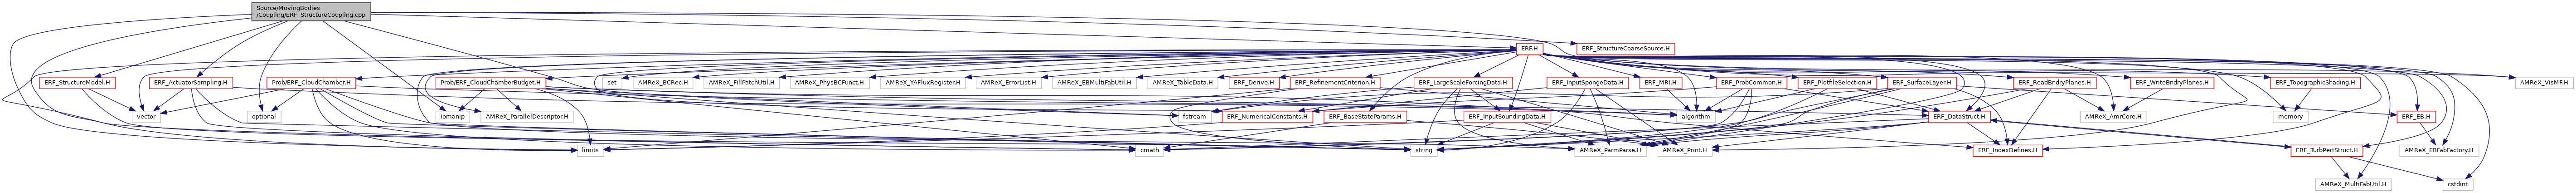 Source/MovingBodies
/Coupling/ERF_StructureCoupling.cpp
ERF.H
ERF_StructureCoarseSource.H
ERF_StructureModel.H
ERF_ActuatorSampling.H
Prob/ERF_CloudChamber.H
Prob/ERF_CloudChamberBudget.H
set
AMReX_BCRec.H
AMReX_FillPatchUtil.H
AMReX_PhysBCFunct.H
AMReX_YAFluxRegister.H
AMReX_ErrorList.H
AMReX_EBMultiFabUtil.H
AMReX_TableData.H
ERF_Derive.H
ERF_RefinementCriterion.H
ERF_LargeScaleForcingData.H
ERF_InputSpongeData.H
ERF_MRI.H
ERF_ProbCommon.H
ERF_PlotfileSelection.H
ERF_SurfaceLayer.H
ERF_ReadBndryPlanes.H
ERF_WriteBndryPlanes.H
ERF_TopographicShading.H
AMReX_VisMF.H
vector
optional
iomanip
AMReX_ParallelDescriptor.H
fstream
ERF_NumericalConstants.H
ERF_BaseStateParams.H
ERF_InputSoundingData.H
algorithm
ERF_DataStruct.H
AMReX_AmrCore.H
memory
ERF_EB.H
limits
cmath
string
AMReX_ParmParse.H
AMReX_Print.H
ERF_IndexDefines.H
ERF_TurbPertStruct.H
AMReX_EBFabFactory.H
AMReX_MultiFabUtil.H
cstdint